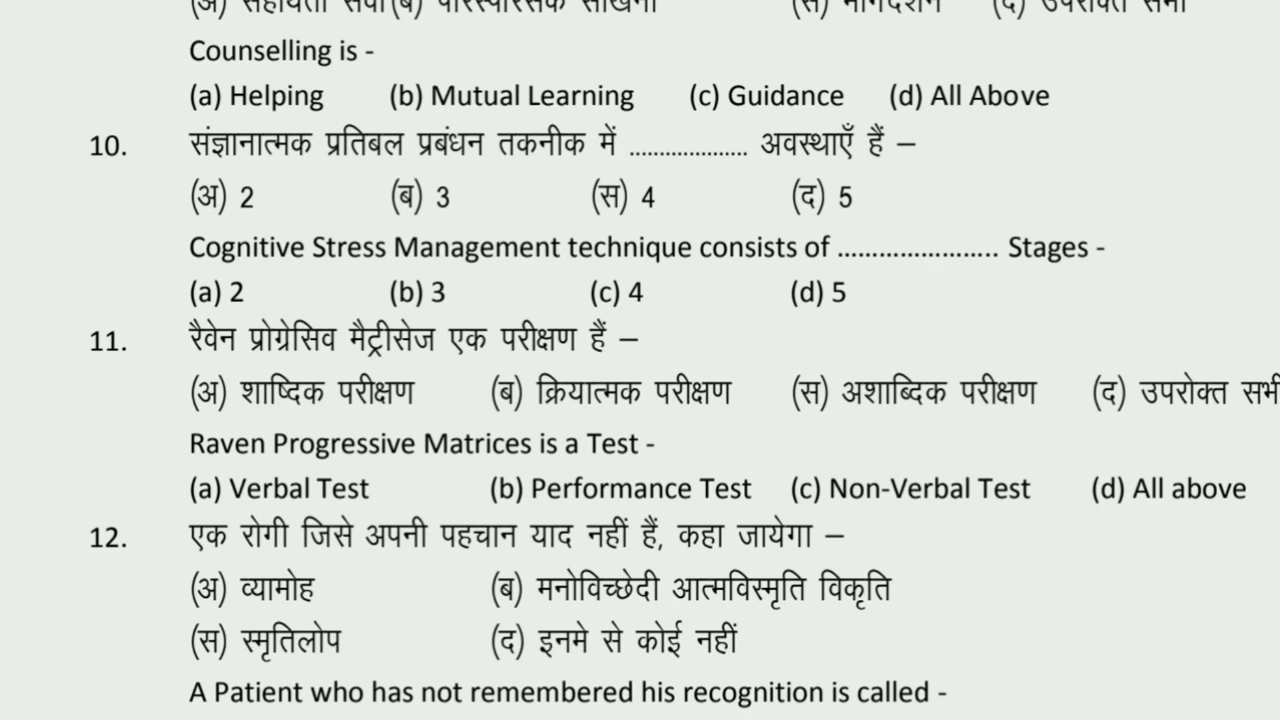 Counselling is -
(a) Helping (b) Mutual Learning (c) Guidance (d) All Above
10. संज्ञानात्मक प्रतिबल प्रबंधन तकनीक में .................... अवस्थाएँ हैं –
(अ) 2 (ब) 3 (स) 4 (द) 5
Cognitive Stress Management technique consists of ....................... Stages -
(a) 2 (b) 3 (c) 4 (d) 5
11. रैवेन प्रोग्रेसिव मैट्रीसेज एक परीक्षण हैं –
(अ) शाष्दिक परीक्षण (ब) क्रियात्मक परीक्षण (स) अशाब्दिक परीक्षण (द) उपरोक्त सभी
Raven Progressive Matrices is a Test -
(a) Verbal Test (b) Performance Test (c) Non-Verbal Test (d) All above
12. एक रोगी जिसे अपनी पहचान याद नहीं हैं, कहा जायेगा –
(अ) व्यामोह (ब) मनोविच्छेदी आत्मविस्मृति विकृति
(स) स्मृतिलोप (द) इनमे से कोई नहीं
A Patient who has not remembered his recognition is called -